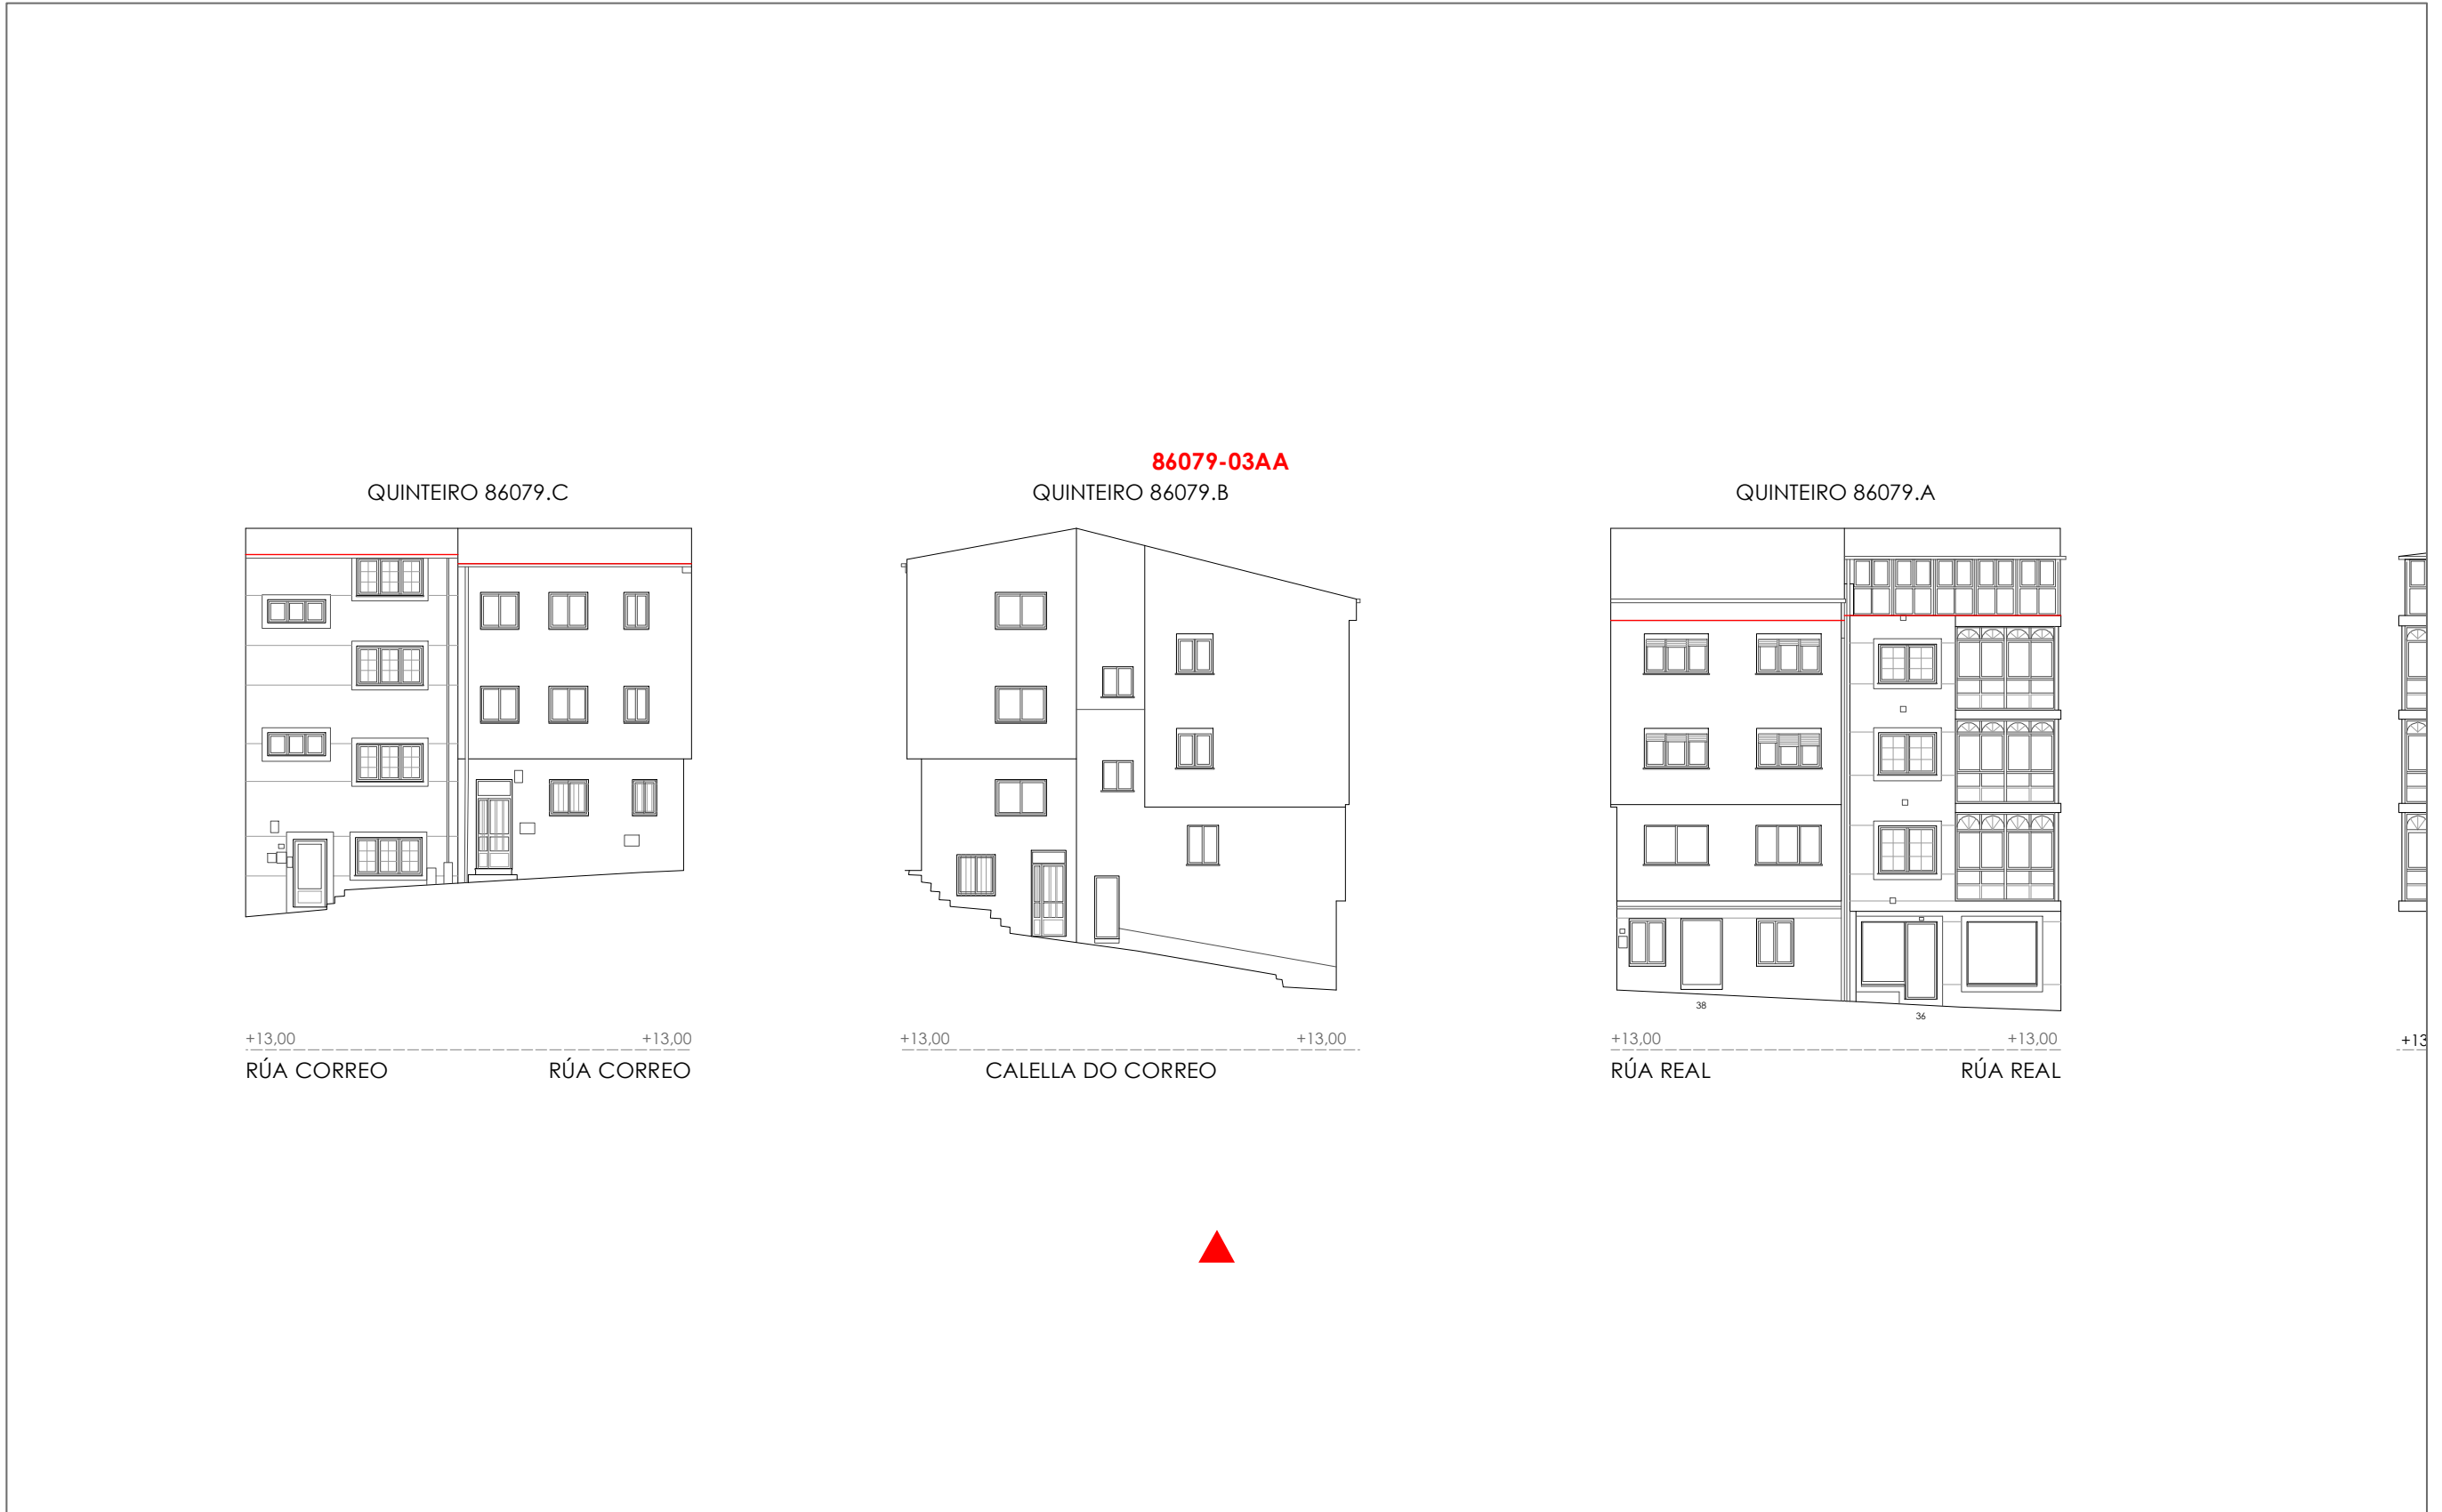 86079-03AA
QUINTEIRO 86079.C
QUINTEIRO 86079.B
QUINTEIRO 86079.A
38
36
+13,00
+13,00
+13,00
+13,00
+13,00
+13,00
+13
RÚA CORREO
RÚA CORREO
CALELLA DO CORREO
RÚA REAL
RÚA REAL